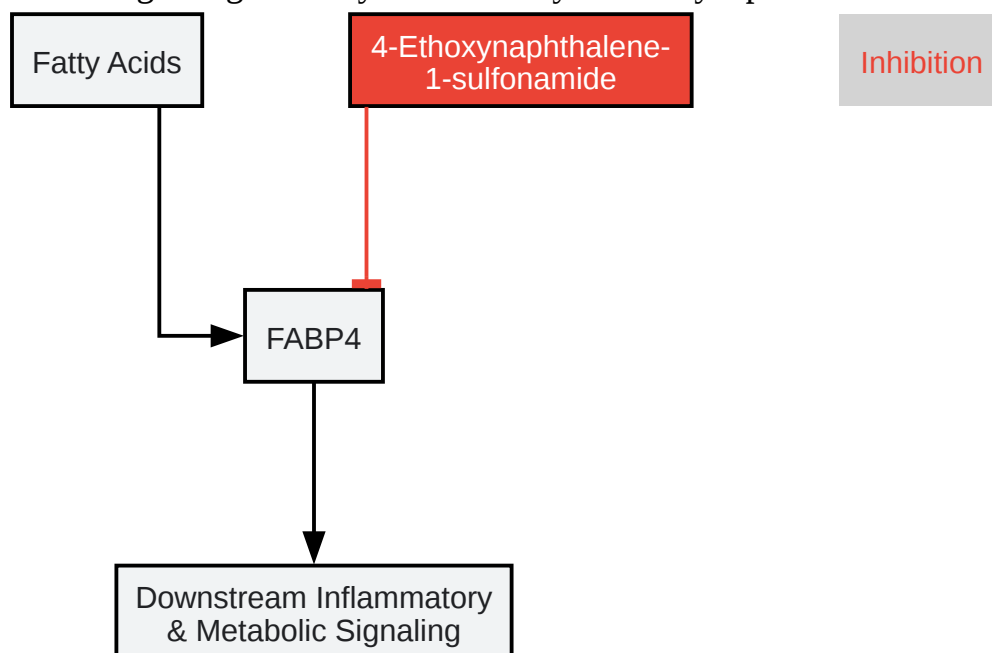 Fatty Acids
4-Ethoxynaphthalene-
1-sulfonamide
Inhibition
FABP4
Downstream Inflammatory
& Metabolic Signaling